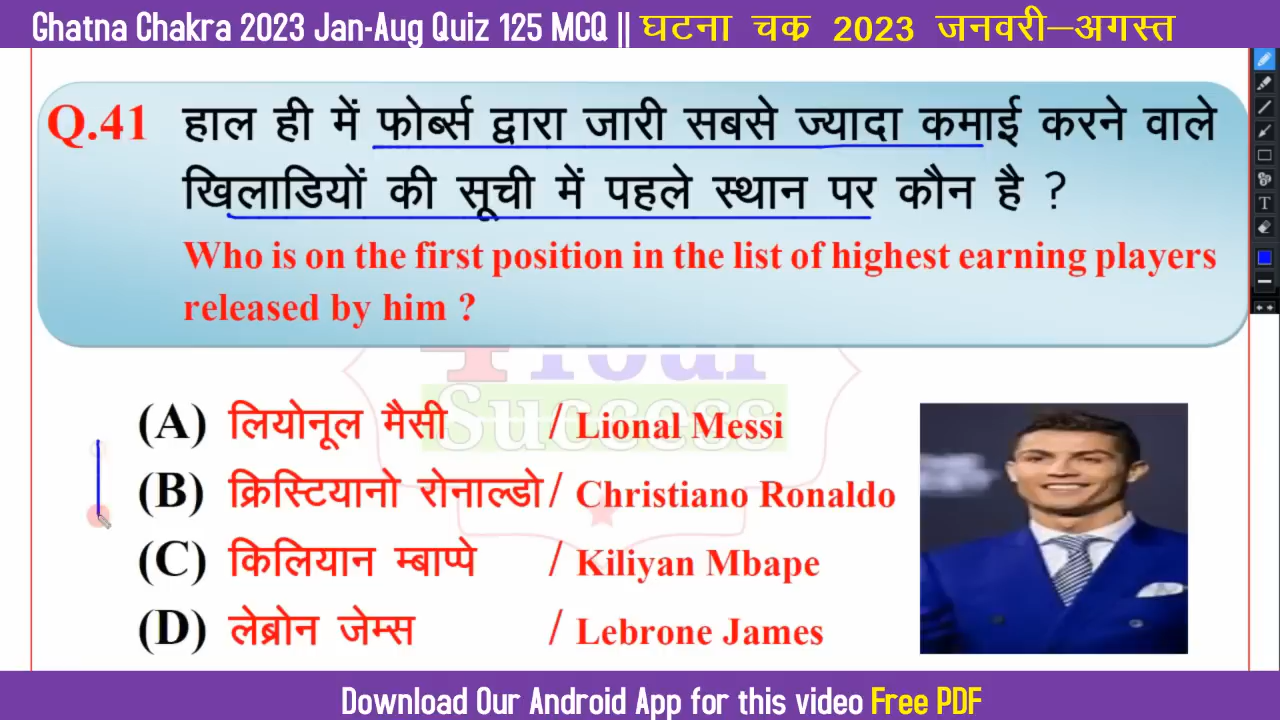 Ghatna Chakra 2023 Jan-Aug Quiz 125 MCQ || घटना चक्र 2023 जनवरी–अगस्त
Q.41 हाल ही में फोर्ब्स द्वारा जारी सबसे ज्यादा कमाई करने वाले
खिलाडियों की सूची में पहले स्थान पर कौन है ?
Who is on the first position in the list of highest earning players
released by him ?
Your
Success
(A) लियोनूल मैसी / Lional Messi
(B) क्रिस्टियानो रोनाल्डो / Christiano Ronaldo
(C) किलियान म्बाप्पे / Kiliyan Mbape
(D) लेब्रोन जेम्स / Lebrone James
Download Our Android App for this video Free PDF